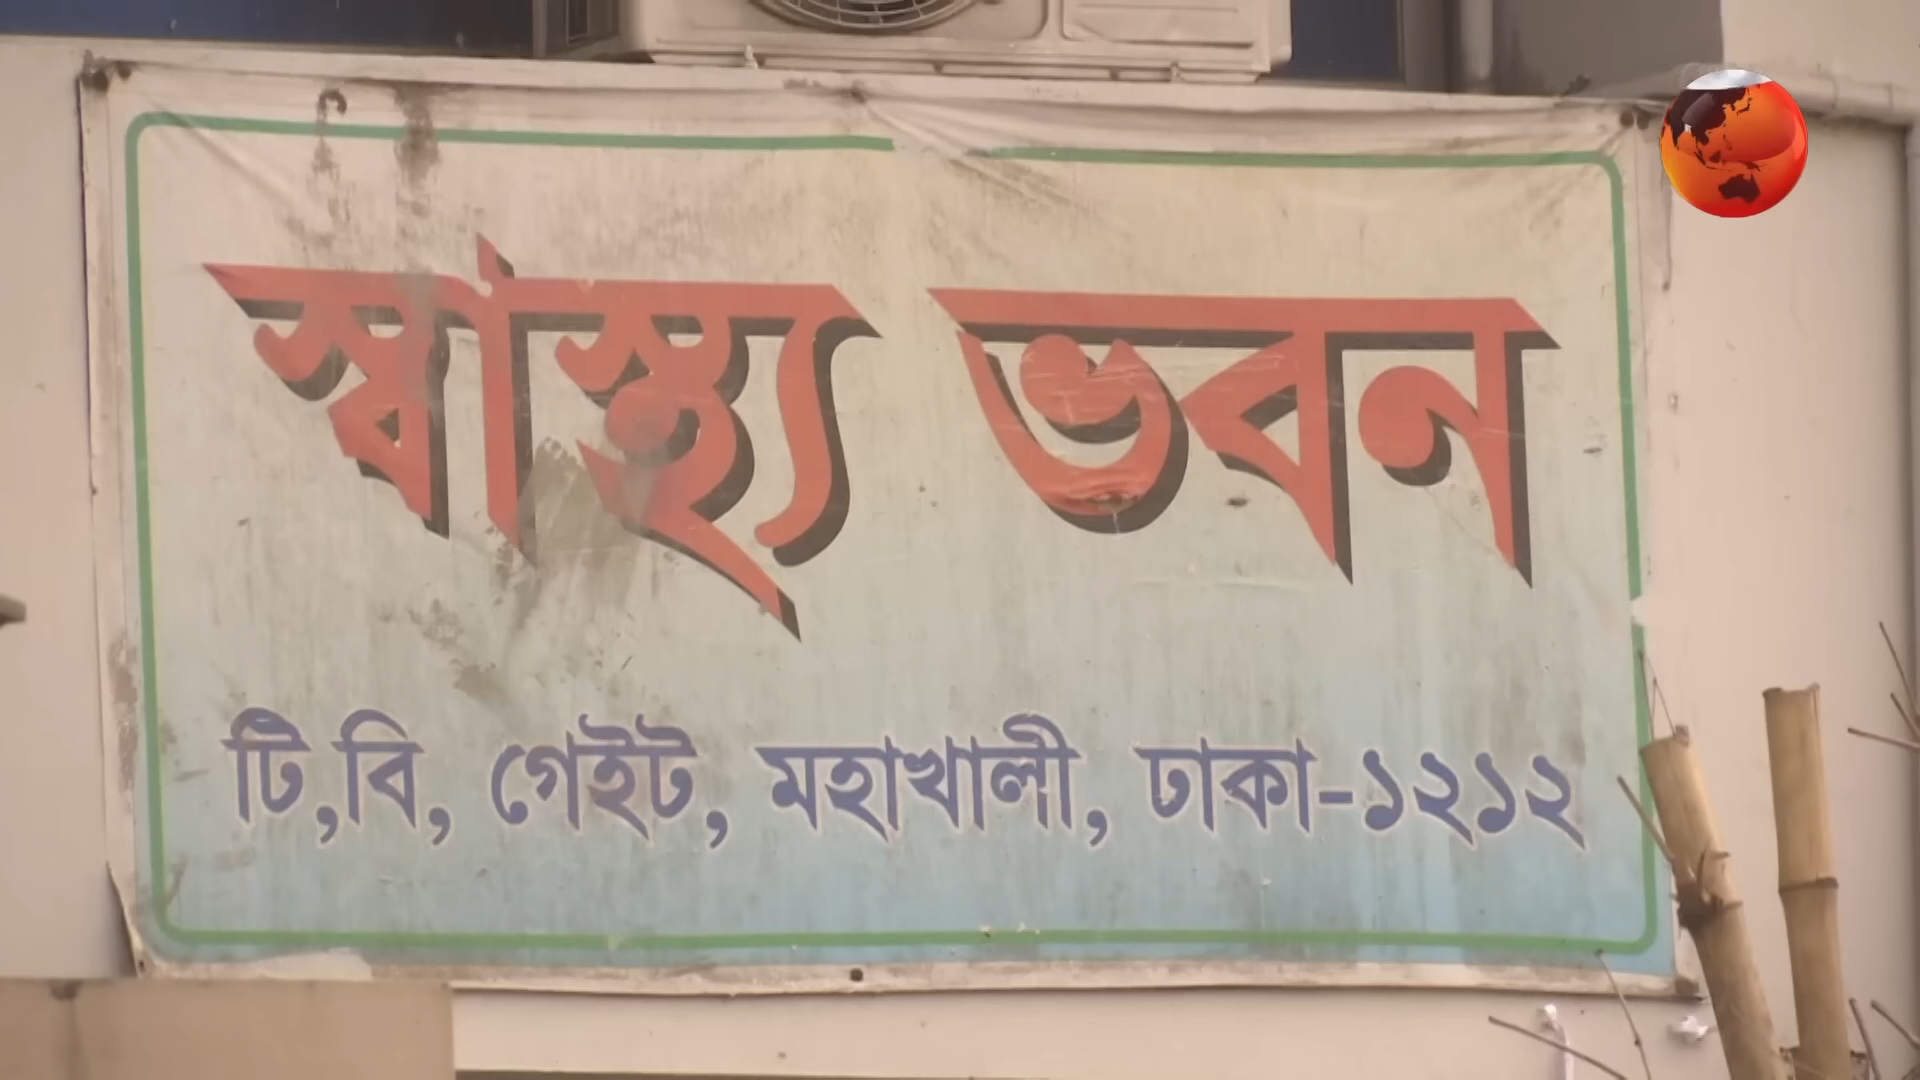 স্বাস্থ্য ভবন
টি,বি, গেইট, মহাখালী, ঢাকা-১২১২